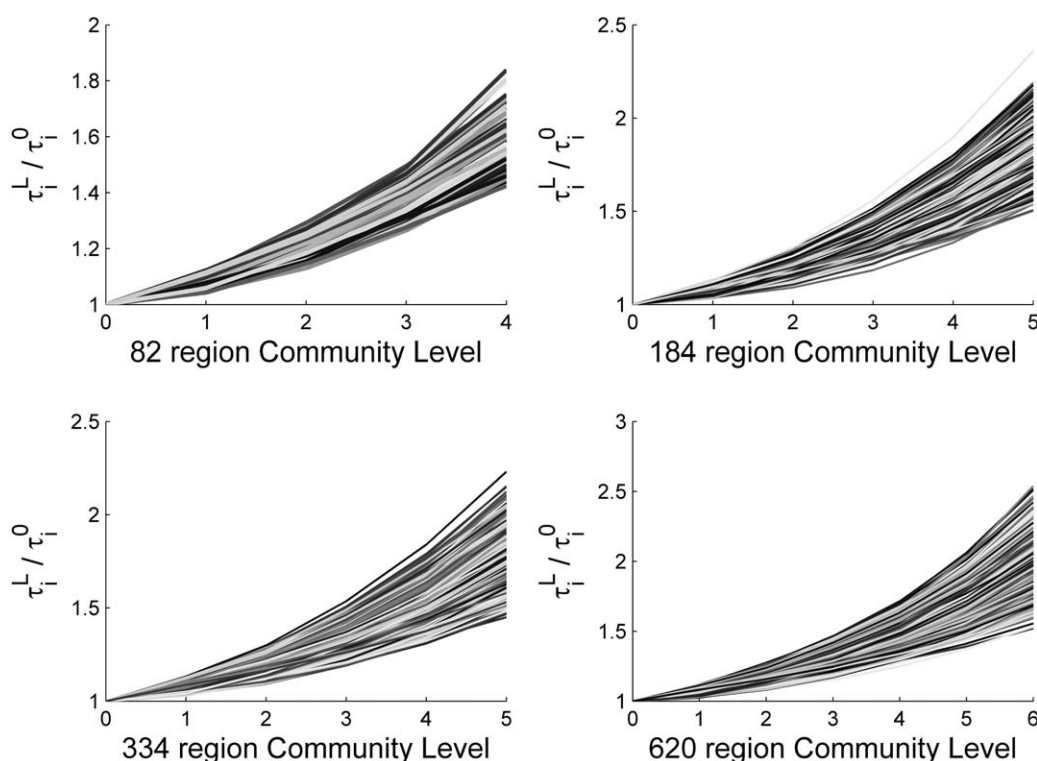 2
1.8
1.6
1.4
1.2
1
τ_i^L / τ_i^0
0 1 2 3 4
82 region Community Level
2.5
2
1.5
1
τ_i^L / τ_i^0
0 1 2 3 4 5
184 region Community Level
2.5
2
1.5
1
τ_i^L / τ_i^0
0 1 2 3 4 5
334 region Community Level
3
2.5
2
1.5
1
τ_i^L / τ_i^0
0 1 2 3 4 5 6
620 region Community Level